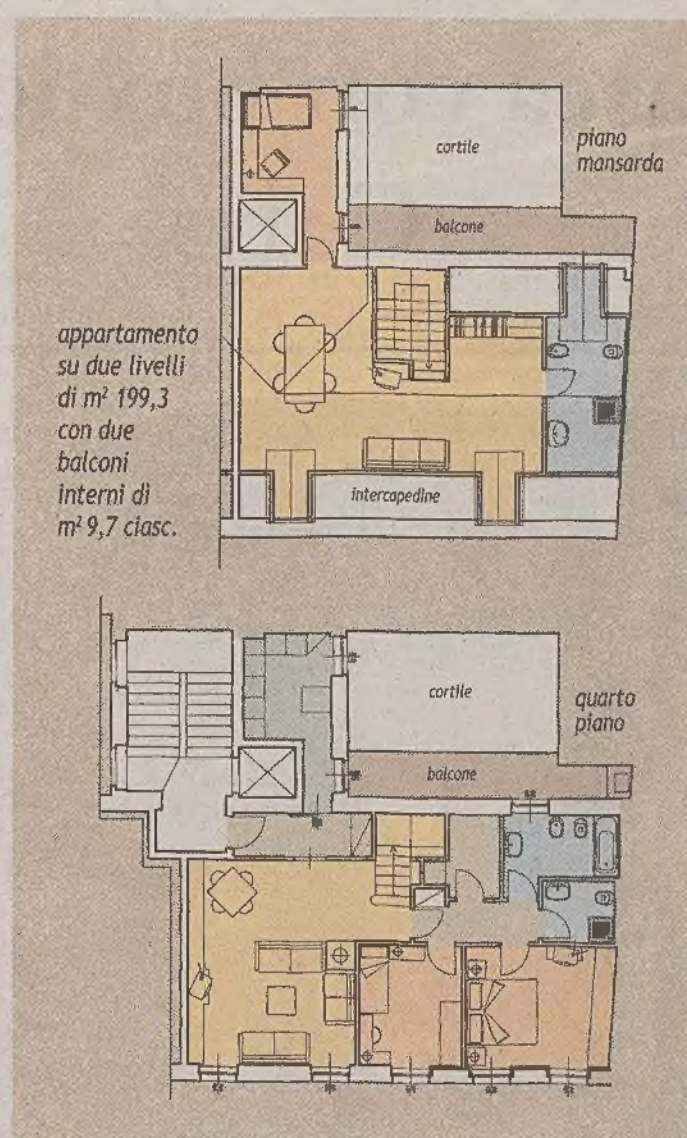 cortile
piano
mansarda
balcone
appartamento
su due livelli
di m² 199,3
con due
balconi
interni di
m² 9,7 ciasc.
intercapedine
cortile
quarto
piano
balcone